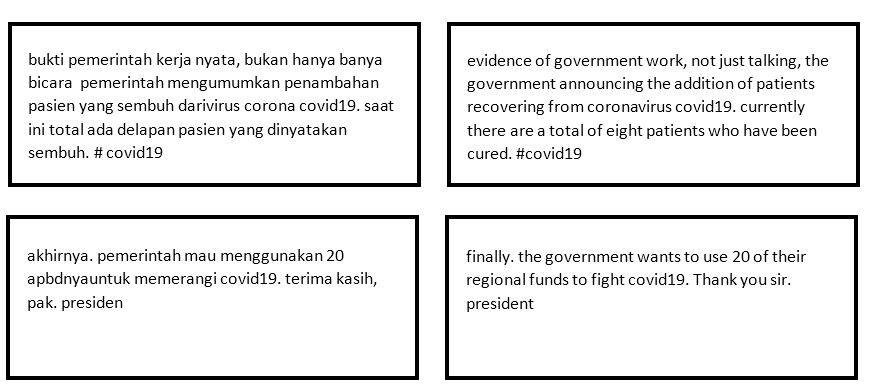 bukti pemerintah kerja nyata, bukan hanya banya
bicara  pemerintah mengumumkan penambahan
pasien yang sembuh darivirus corona covid19. saat
ini total ada delapan pasien yang dinyatakan
sembuh. # covid19
evidence of government work, not just talking, the
government announcing the addition of patients
recovering from coronavirus covid19. currently
there are a total of eight patients who have been
cured. #covid19
akhirnya. pemerintah mau menggunakan 20
apbdnyauntuk memerangi covid19. terima kasih,
pak. presiden
finally. the government wants to use 20 of their
regional funds to fight covid19. Thank you sir.
president